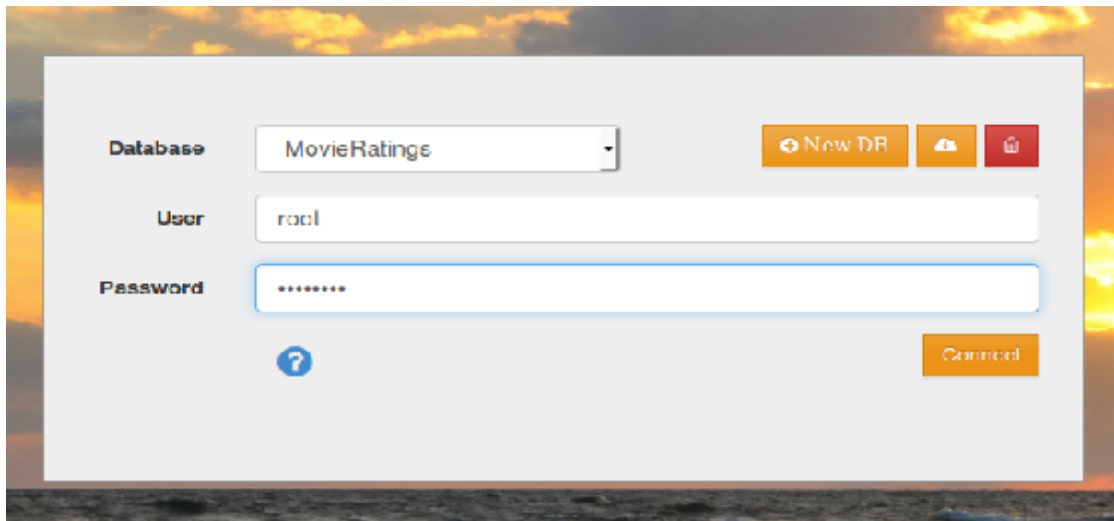 Database
MovieRatings
New DB
User
root
Password
••••••••
Connect